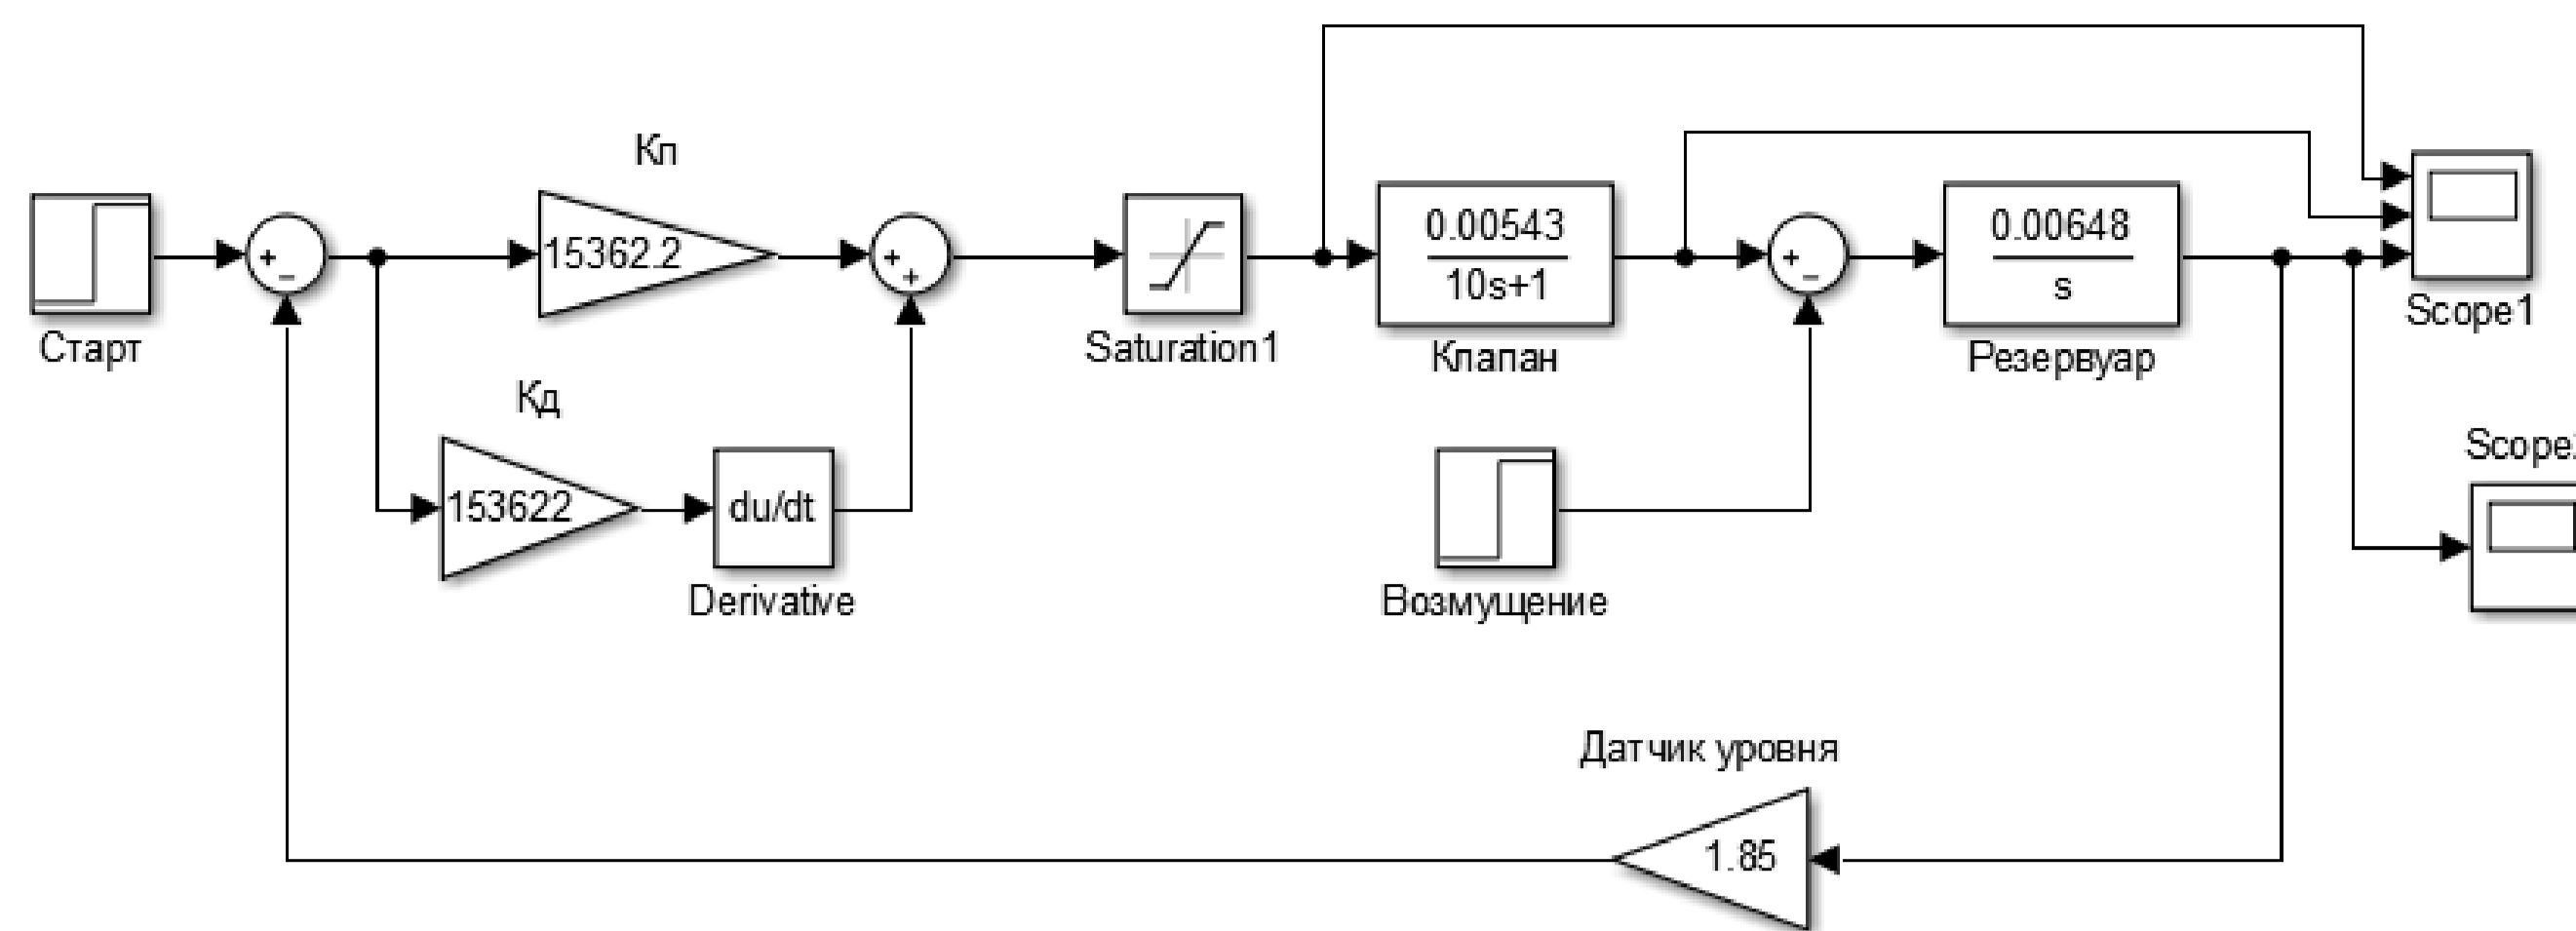 Кп
Старт
+
−
15362.2
+
+
Saturation1
0.00543
10s+1
Клапан
+
−
0.00648
s
Резервуар
Scope1
Кд
153622
du/dt
Derivative
Возмущение
Scope
Датчик уровня
1.85